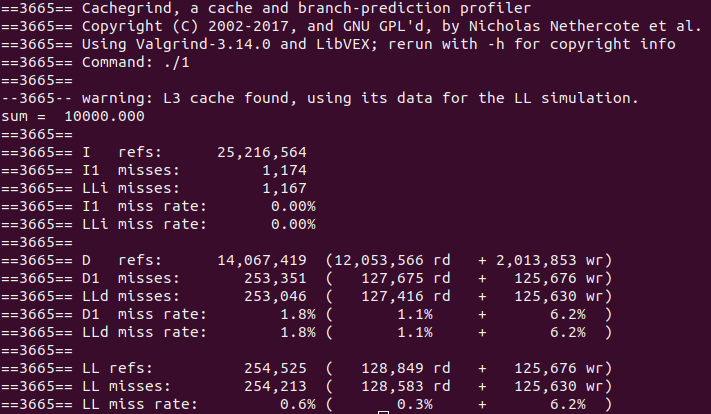 ==3665== Cachegrind, a cache and branch-prediction profiler
==3665== Copyright (C) 2002-2017, and GNU GPL'd, by Nicholas Nethercote et al.
==3665== Using Valgrind-3.14.0 and LibVEX; rerun with -h for copyright info
==3665== Command: ./1
==3665==
--3665-- warning: L3 cache found, using its data for the LL simulation.
sum =  10000.000
==3665==
==3665== I   refs:      25,216,564
==3665== I1  misses:         1,174
==3665== LLi misses:         1,167
==3665== I1  miss rate:       0.00%
==3665== LLi miss rate:       0.00%
==3665==
==3665== D   refs:      14,067,419  (12,053,566 rd   + 2,013,853 wr)
==3665== D1  misses:       253,351  (   127,675 rd   +   125,676 wr)
==3665== LLd misses:       253,046  (   127,416 rd   +   125,630 wr)
==3665== D1  miss rate:        1.8% (       1.1%     +       6.2%  )
==3665== LLd miss rate:        1.8% (       1.1%     +       6.2%  )
==3665==
==3665== LL refs:          254,525  (   128,849 rd   +   125,676 wr)
==3665== LL misses:        254,213  (   128,583 rd   +   125,630 wr)
==3665== LL miss rate:         0.6% (       0.3%     +       6.2%  )